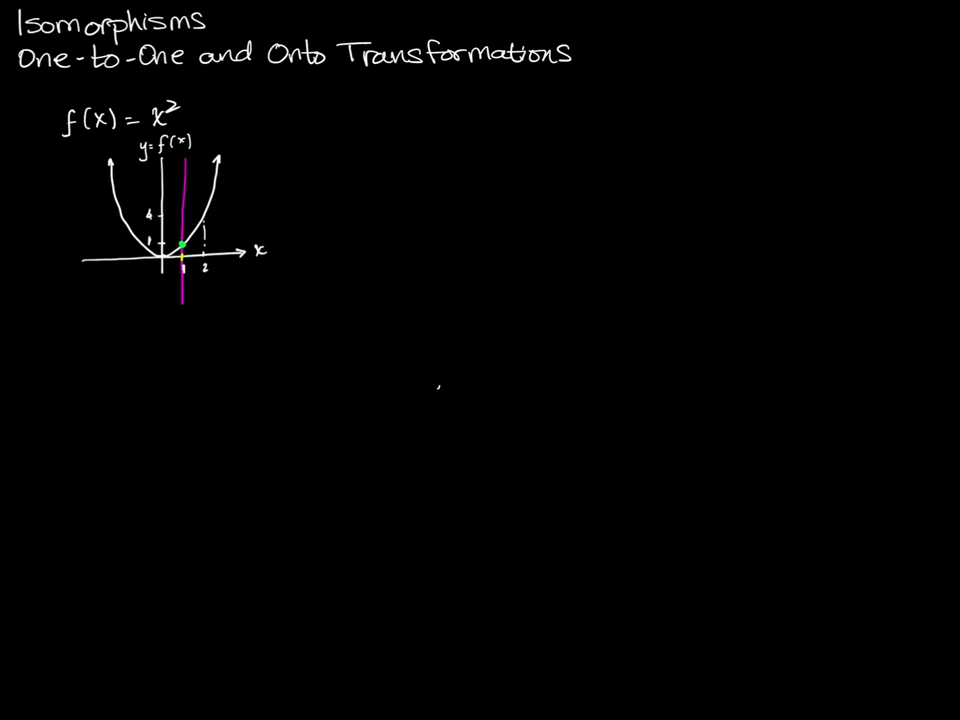 Isomorphisms
One-to-One and Onto Transformations
f(x) = x²
y=f(x)
4
1
x
1 2